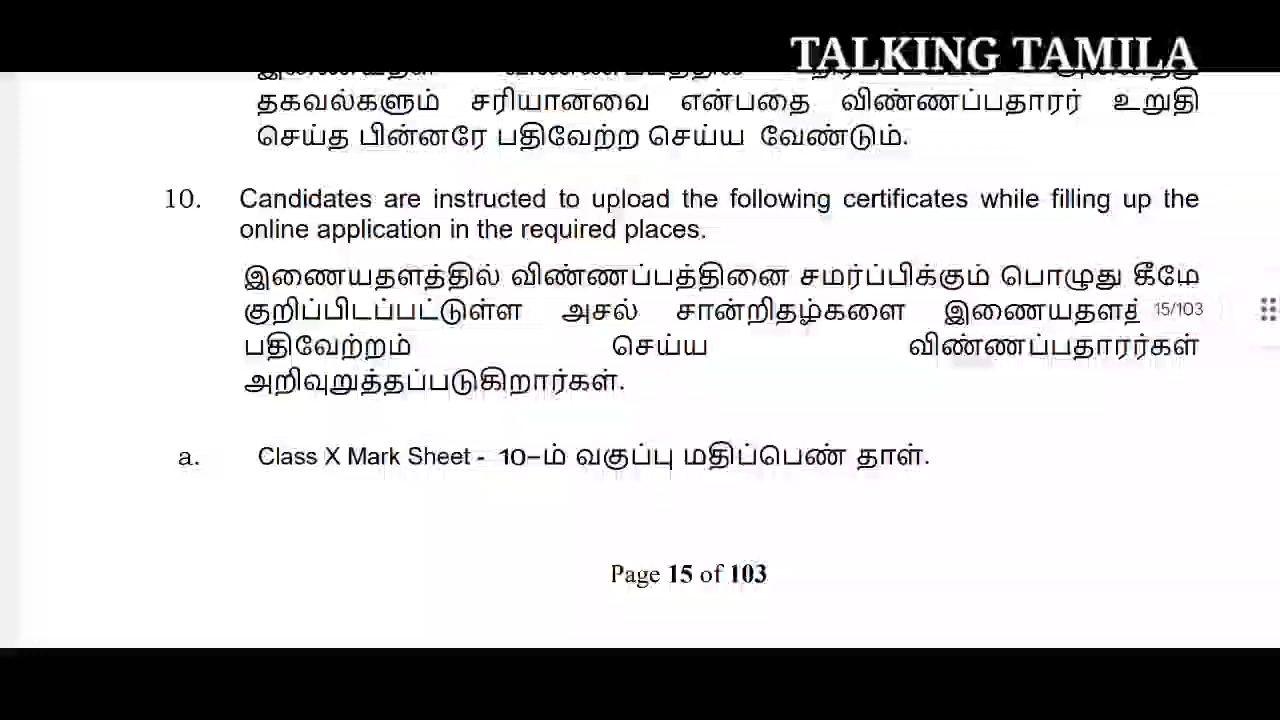 TALKING TAMILA
தகவல்களும் சரியானவை என்பதை விண்ணப்பதாரர் உறுதி
செய்த பின்னரே பதிவேற்ற செய்ய வேண்டும்.
10. Candidates are instructed to upload the following certificates while filling up the
online application in the required places.
இணையதளத்தில் விண்ணப்பத்தினை சமர்ப்பிக்கும் பொழுது கீமே
குறிப்பிடப்பட்டுள்ள அசல் சான்றிதழ்களை 15/103
பதிவேற்றம் செய்ய விண்ணப்பதாரர்கள்
அறிவுறுத்தப்படுகிறார்கள்.
a. Class X Mark Sheet - 10-ம் வகுப்பு மதிப்பெண் தாள்.
Page 15 of 103